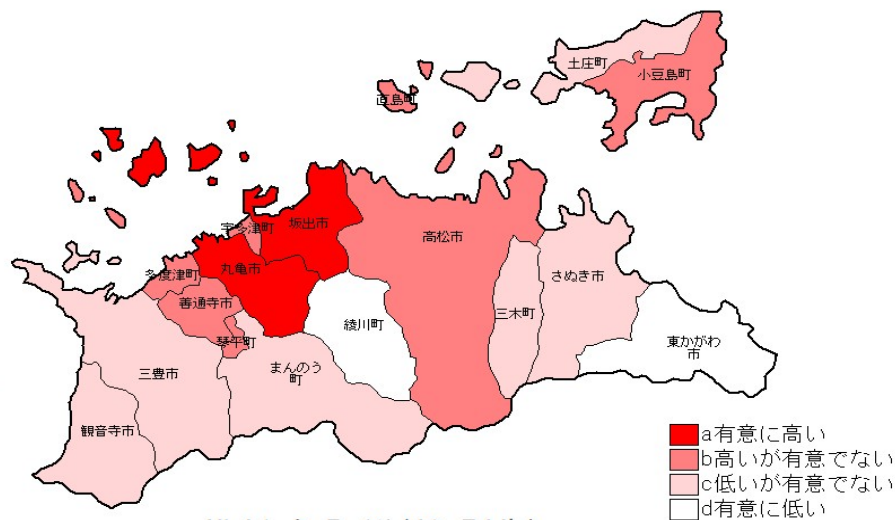 土庄町
小豆島町
直島町
宇多津町
坂出市
高松市
丸亀市
多度津町
さぬき市
善通寺市
三木町
綾川町
琴平町
東かがわ
市
三豊市
まんのう
町
観音寺市
a有意に高い
b高いが有意でない
c低いが有意でない
d有意に低い